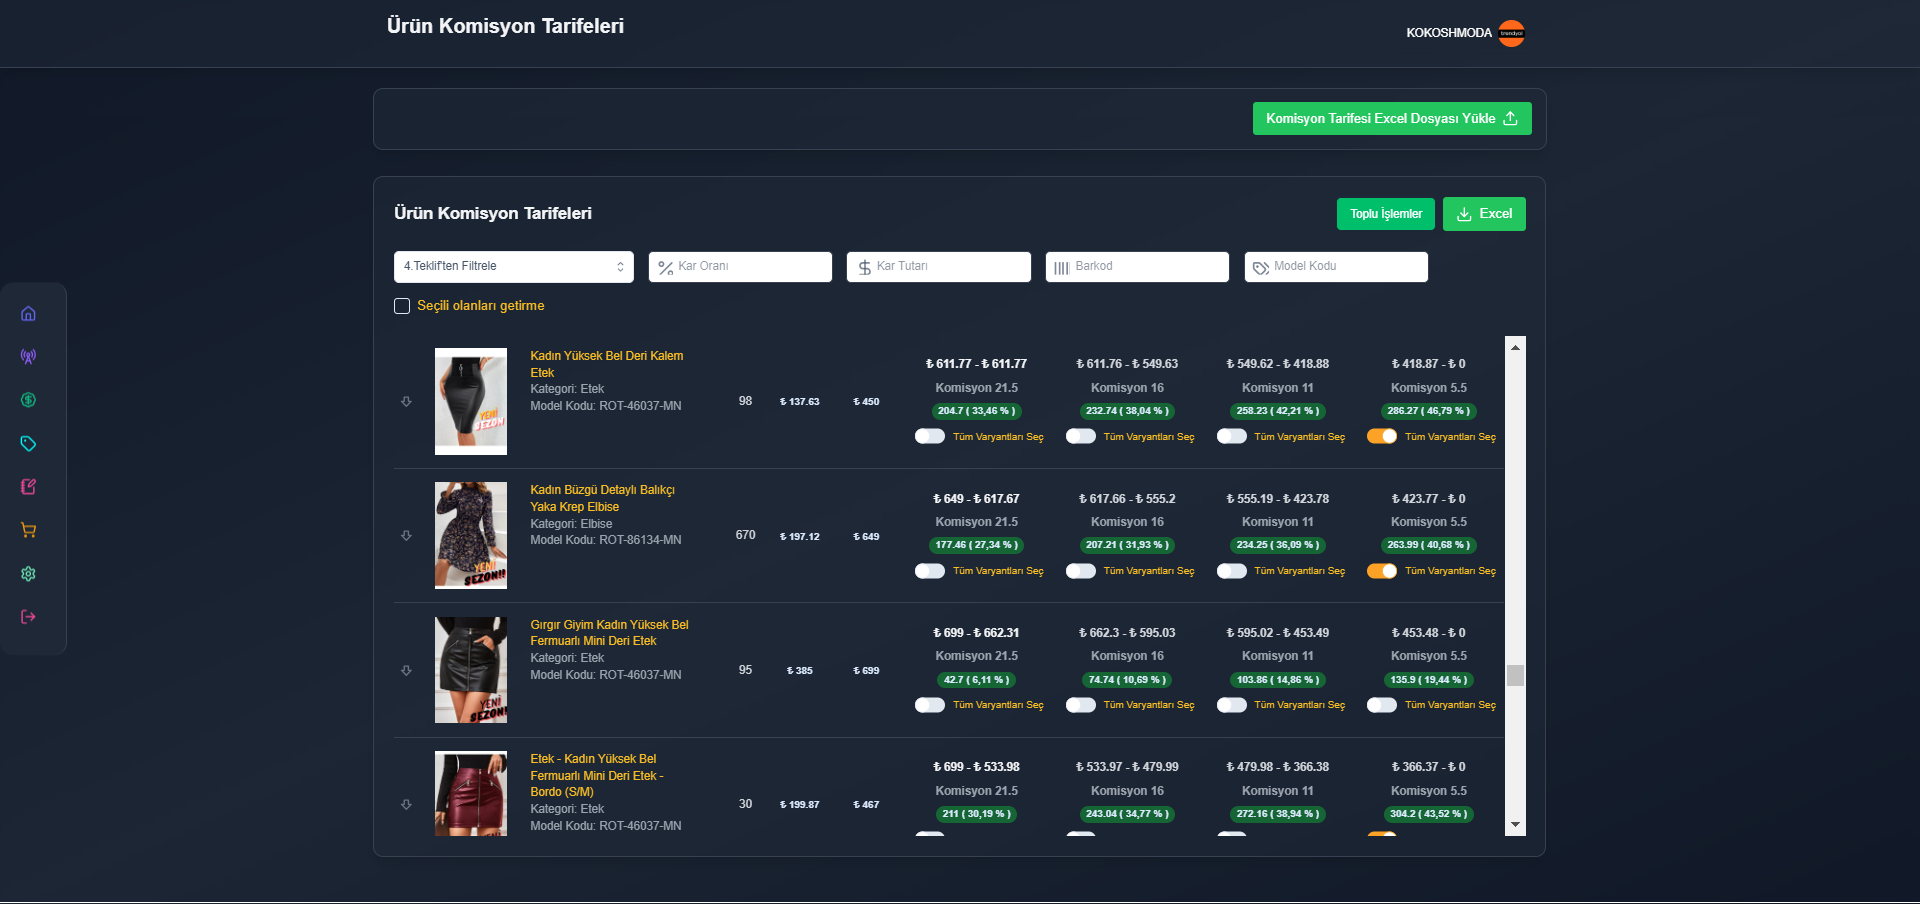 Ürün Komisyon Tarifeleri
KOKOSHMODA
trendyol
Komisyon Tarifesi Excel Dosyası Yükle
Ürün Komisyon Tarifeleri
Toplu İşlemler
Excel
4.Teklif'ten Filtrele
Kar Oranı
Kar Tutarı
Barkod
Model Kodu
Seçili olanları getirme
Kadın Yüksek Bel Deri Kalem
Etek
Kategori: Etek
Model Kodu: ROT-46037-MN
YENİ
SEZON
98
₺ 137.63
₺ 450
₺ 611.77 - ₺ 611.77
Komisyon 21.5
204.7 ( 33,46 % )
Tüm Varyantları Seç
₺ 611.76 - ₺ 549.63
Komisyon 16
232.74 ( 38,04 % )
Tüm Varyantları Seç
₺ 549.62 - ₺ 418.88
Komisyon 11
258.23 ( 42,21 % )
Tüm Varyantları Seç
₺ 418.87 - ₺ 0
Komisyon 5.5
286.27 ( 46,79 % )
Tüm Varyantları Seç
Kadın Büzgü Detaylı Balıkçı
Yaka Krep Elbise
Kategori: Elbise
Model Kodu: ROT-86134-MN
YENİ
SEZON!!
670
₺ 197.12
₺ 649
₺ 649 - ₺ 617.67
Komisyon 21.5
177.46 ( 27,34 % )
Tüm Varyantları Seç
₺ 617.66 - ₺ 555.2
Komisyon 16
207.21 ( 31,93 % )
Tüm Varyantları Seç
₺ 555.19 - ₺ 423.78
Komisyon 11
234.25 ( 36,09 % )
Tüm Varyantları Seç
₺ 423.77 - ₺ 0
Komisyon 5.5
263.99 ( 40,68 % )
Tüm Varyantları Seç
Gırgır Giyim Kadın Yüksek Bel
Fermuarlı Mini Deri Etek
Kategori: Etek
Model Kodu: ROT-46037-MN
YENİ
SEZON!
95
₺ 385
₺ 699
₺ 699 - ₺ 662.31
Komisyon 21.5
42.7 ( 6,11 % )
Tüm Varyantları Seç
₺ 662.3 - ₺ 595.03
Komisyon 16
74.74 ( 10,69 % )
Tüm Varyantları Seç
₺ 595.02 - ₺ 453.49
Komisyon 11
103.86 ( 14,86 % )
Tüm Varyantları Seç
₺ 453.48 - ₺ 0
Komisyon 5.5
135.9 ( 19,44 % )
Tüm Varyantları Seç
Etek - Kadın Yüksek Bel
Fermuarlı Mini Deri Etek -
Bordo (S/M)
Kategori: Etek
Model Kodu: ROT-46037-MN
30
₺ 199.87
₺ 467
₺ 699 - ₺ 533.98
Komisyon 21.5
211 ( 30,19 % )
₺ 533.97 - ₺ 479.99
Komisyon 16
243.04 ( 34,77 % )
₺ 479.98 - ₺ 366.38
Komisyon 11
272.16 ( 38,94 % )
₺ 366.37 - ₺ 0
Komisyon 5.5
304.2 ( 43,52 % )